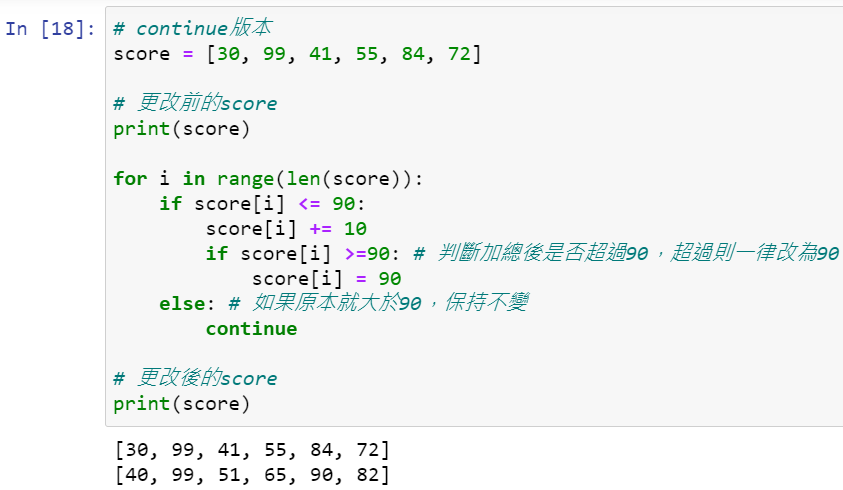 In [18]: # continue版本
score = [30, 99, 41, 55, 84, 72]
# 更改前的score
print(score)
for i in range(len(score)):
    if score[i] <= 90:
        score[i] += 10
        if score[i] >=90: # 判斷加總後是否超過90，超過則一律改為90
            score[i] = 90
    else: # 如果原本就大於90，保持不變
        continue
# 更改後的score
print(score)
[30, 99, 41, 55, 84, 72]
[40, 99, 51, 65, 90, 82]